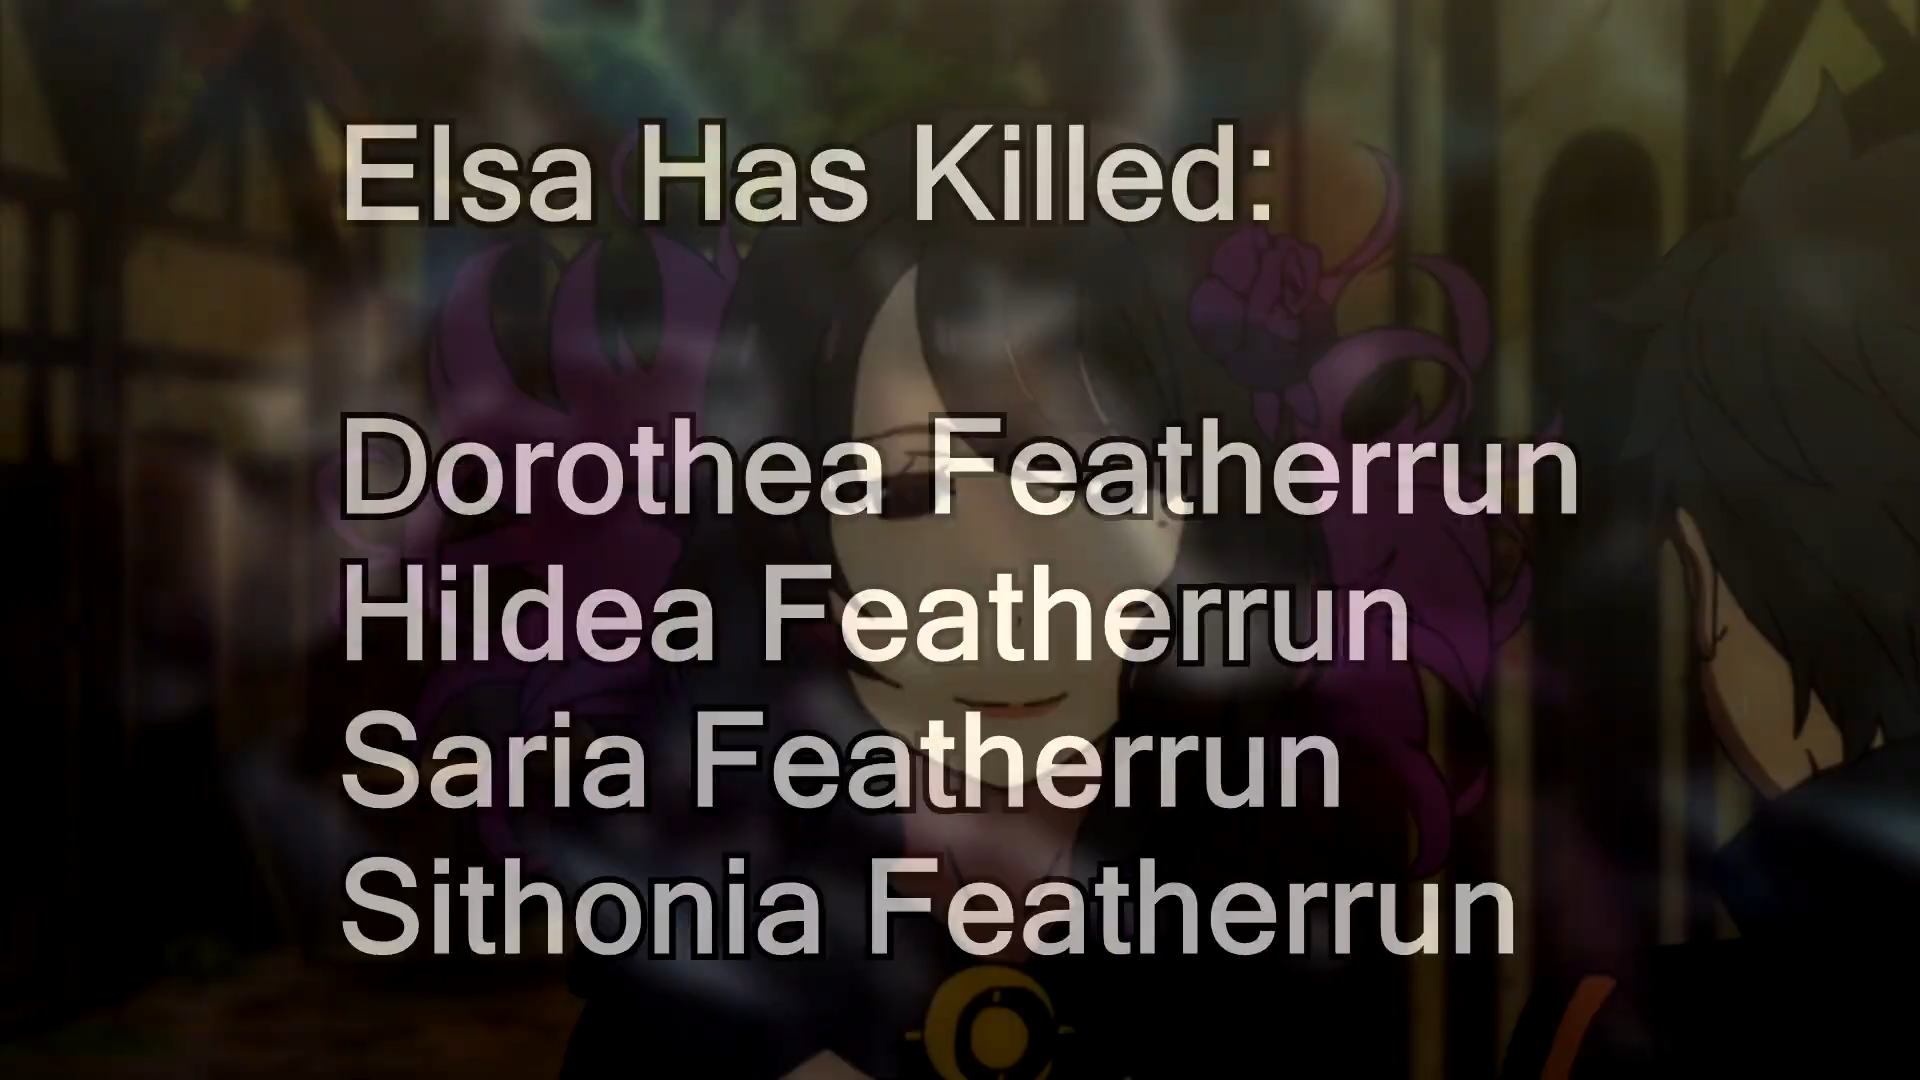 Elsa Has Killed:
Dorothea Featherrun
Hildea Featherrun
Saria Featherrun
Sithonia Featherrun